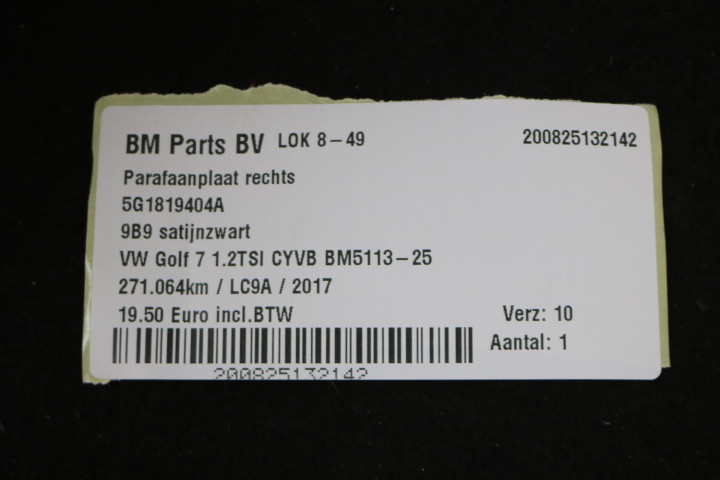 BM Parts BV LOK 8-49 200825132142
Parafaanplaat rechts
5G1819404A
9B9 satijnzwart
VW Golf 7 1.2TSI CYVB BM5113-25
271.064km / LC9A / 2017
19.50 Euro incl.BTW Verz: 10
Aantal: 1
200825132142